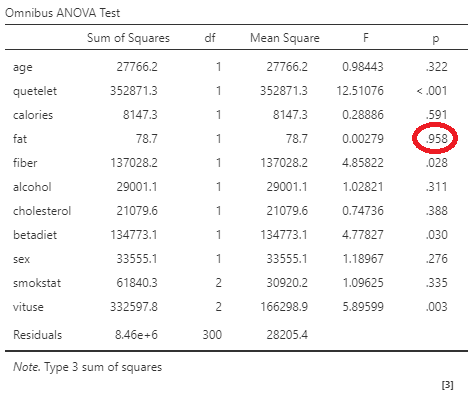 Omnibus ANOVA Test
Sum of Squares df Mean Square F p
age 27766.2 1 27766.2 0.98443 .322
quetelet 352871.3 1 352871.3 12.51076 < .001
calories 8147.3 1 8147.3 0.28886 .591
fat 78.7 1 78.7 0.00279 .958
fiber 137028.2 1 137028.2 4.85822 .028
alcohol 29001.1 1 29001.1 1.02821 .311
cholesterol 21079.6 1 21079.6 0.74736 .388
betadiet 134773.1 1 134773.1 4.77827 .030
sex 33555.1 1 33555.1 1.18967 .276
smokstat 61840.3 2 30920.2 1.09625 .335
vituse 332597.8 2 166298.9 5.89599 .003
Residuals 8.46e+6 300 28205.4
Note. Type 3 sum of squares
[3]